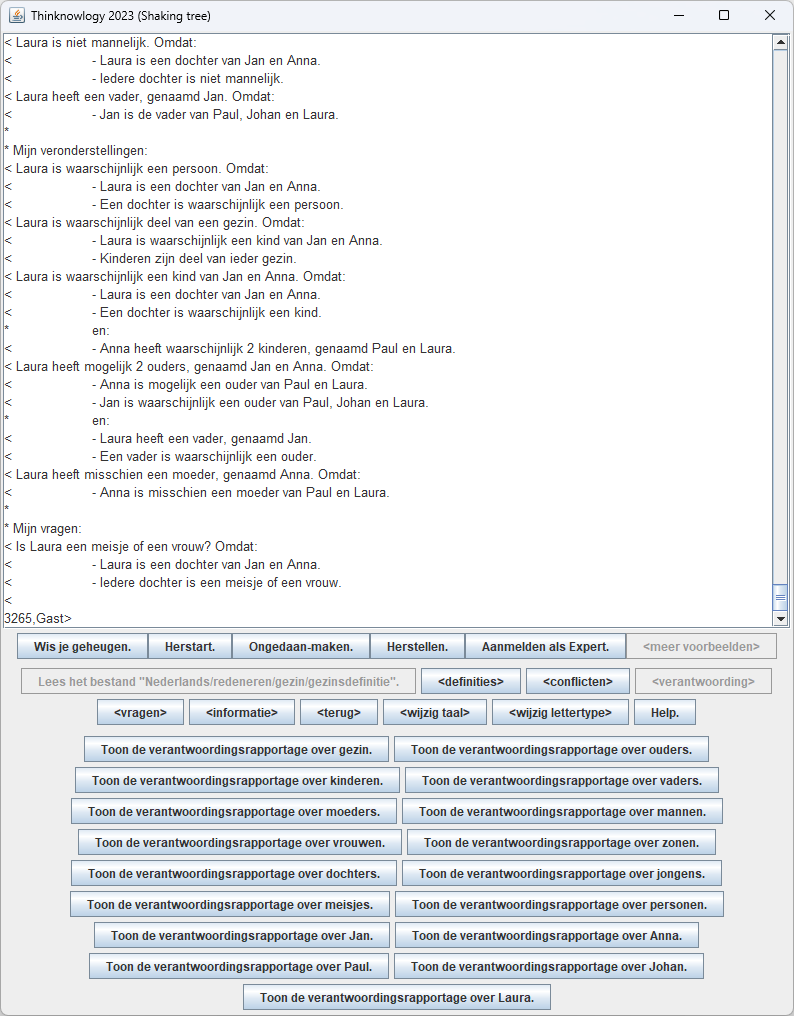 Thinknowlogy 2023 (Shaking tree)
< Laura is niet mannelijk. Omdat:
< - Laura is een dochter van Jan en Anna.
< - Iedere dochter is niet mannelijk.
< Laura heeft een vader, genaamd Jan. Omdat:
< - Jan is de vader van Paul, Johan en Laura.
*
* Mijn veronderstellingen:
< Laura is waarschijnlijk een persoon. Omdat:
< - Laura is een dochter van Jan en Anna.
< - Een dochter is waarschijnlijk een persoon.
< Laura is waarschijnlijk deel van een gezin. Omdat:
< - Laura is waarschijnlijk een kind van Jan en Anna.
< - Kinderen zijn deel van ieder gezin.
< Laura is waarschijnlijk een kind van Jan en Anna. Omdat:
< - Laura is een dochter van Jan en Anna.
< - Een dochter is waarschijnlijk een kind.
* en:
< - Anna heeft waarschijnlijk 2 kinderen, genaamd Paul en Laura.
< Laura heeft mogelijk 2 ouders, genaamd Jan en Anna. Omdat:
< - Anna is mogelijk een ouder van Paul en Laura.
< - Jan is waarschijnlijk een ouder van Paul, Johan en Laura.
* en:
< - Laura heeft een vader, genaamd Jan.
< - Een vader is waarschijnlijk een ouder.
< Laura heeft misschien een moeder, genaamd Anna. Omdat:
< - Anna is misschien een moeder van Paul en Laura.
*
* Mijn vragen:
< Is Laura een meisje of een vrouw? Omdat:
< - Laura is een dochter van Jan en Anna.
< - Iedere dochter is een meisje of een vrouw.
<
3265,Gast>
Wis je geheugen. Herstart. Ongedaan-maken. Herstellen. Aanmelden als Expert. <meer voorbeelden>
Lees het bestand "Nederlands/redeneren/gezin/gezinsdefinitie". <definities> <conflicten> <verantwoording>
<vragen> <informatie> <terug> <wijzig taal> <wijzig lettertype> Help.
Toon de verantwoordingsrapportage over gezin. Toon de verantwoordingsrapportage over ouders.
Toon de verantwoordingsrapportage over kinderen. Toon de verantwoordingsrapportage over vaders.
Toon de verantwoordingsrapportage over moeders. Toon de verantwoordingsrapportage over mannen.
Toon de verantwoordingsrapportage over vrouwen. Toon de verantwoordingsrapportage over zonen.
Toon de verantwoordingsrapportage over dochters. Toon de verantwoordingsrapportage over jongens.
Toon de verantwoordingsrapportage over meisjes. Toon de verantwoordingsrapportage over personen.
Toon de verantwoordingsrapportage over Jan. Toon de verantwoordingsrapportage over Anna.
Toon de verantwoordingsrapportage over Paul. Toon de verantwoordingsrapportage over Johan.
Toon de verantwoordingsrapportage over Laura.